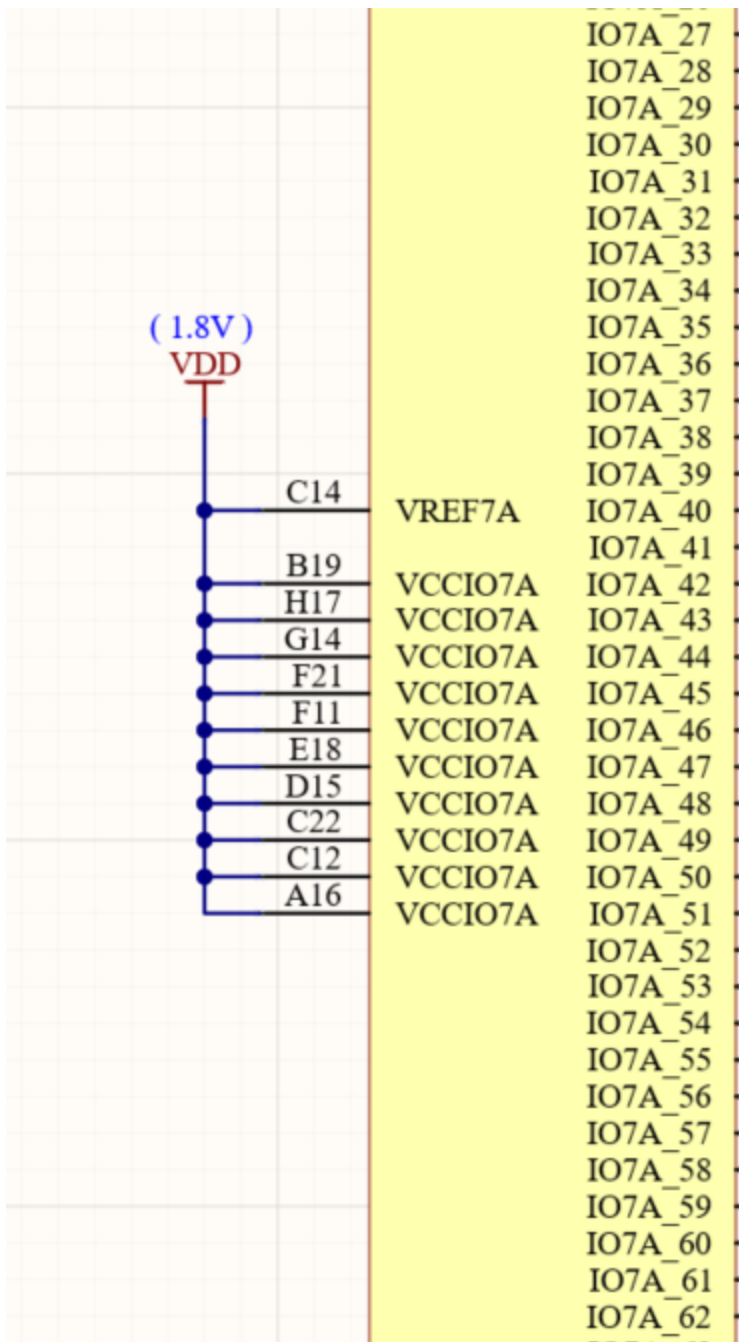 IO7A_27
IO7A_28
IO7A_29
IO7A_30
IO7A_31
IO7A_32
IO7A_33
IO7A_34
( 1.8V ) IO7A_35
VDD IO7A_36
IO7A_37
IO7A_38
IO7A_39
C14 VREF7A IO7A_40
IO7A_41
B19 VCCIO7A IO7A_42
H17 VCCIO7A IO7A_43
G14 VCCIO7A IO7A_44
F21 VCCIO7A IO7A_45
F11 VCCIO7A IO7A_46
E18 VCCIO7A IO7A_47
D15 VCCIO7A IO7A_48
C22 VCCIO7A IO7A_49
C12 VCCIO7A IO7A_50
A16 VCCIO7A IO7A_51
IO7A_52
IO7A_53
IO7A_54
IO7A_55
IO7A_56
IO7A_57
IO7A_58
IO7A_59
IO7A_60
IO7A_61
IO7A_62